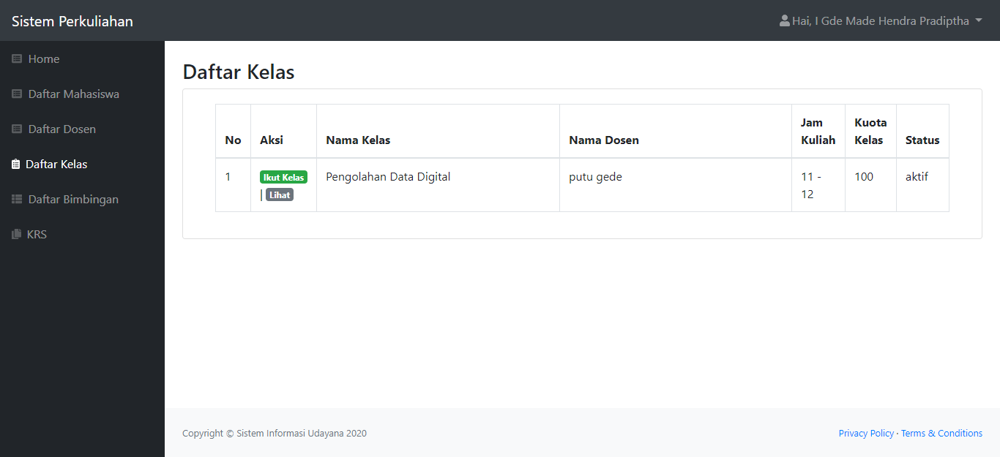 Sistem Perkuliahan
Hai, I Gde Made Hendra Pradiptha
Home
Daftar Mahasiswa
Daftar Dosen
Daftar Kelas
Daftar Bimbingan
KRS
Daftar Kelas
No Aksi Nama Kelas Nama Dosen Jam Kuliah Kuota Kelas Status
1 Ikut Kelas | Lihat Pengolahan Data Digital putu gede 11 - 12 100 aktif
Copyright © Sistem Informasi Udayana 2020
Privacy Policy · Terms & Conditions